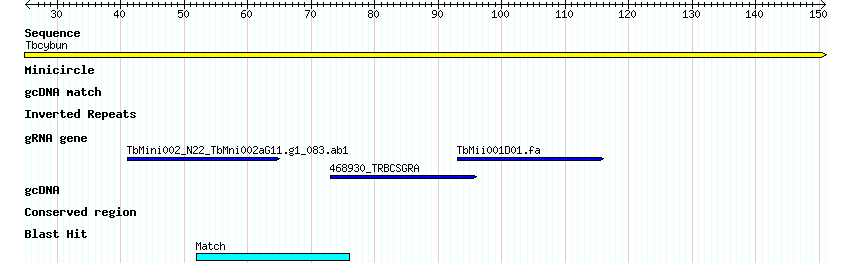 30 40 50 60 70 80 90 100 110 120 130 140 150
Sequence
Tbcybun
Minicircle
gcDNA match
Inverted Repeats
gRNA gene
TbMini002_N22_TbMni002aG11.g1_083.ab1
TbMii001D01.fa
468930_TRBCSGRA
gcDNA
Conserved region
Blast Hit
Match